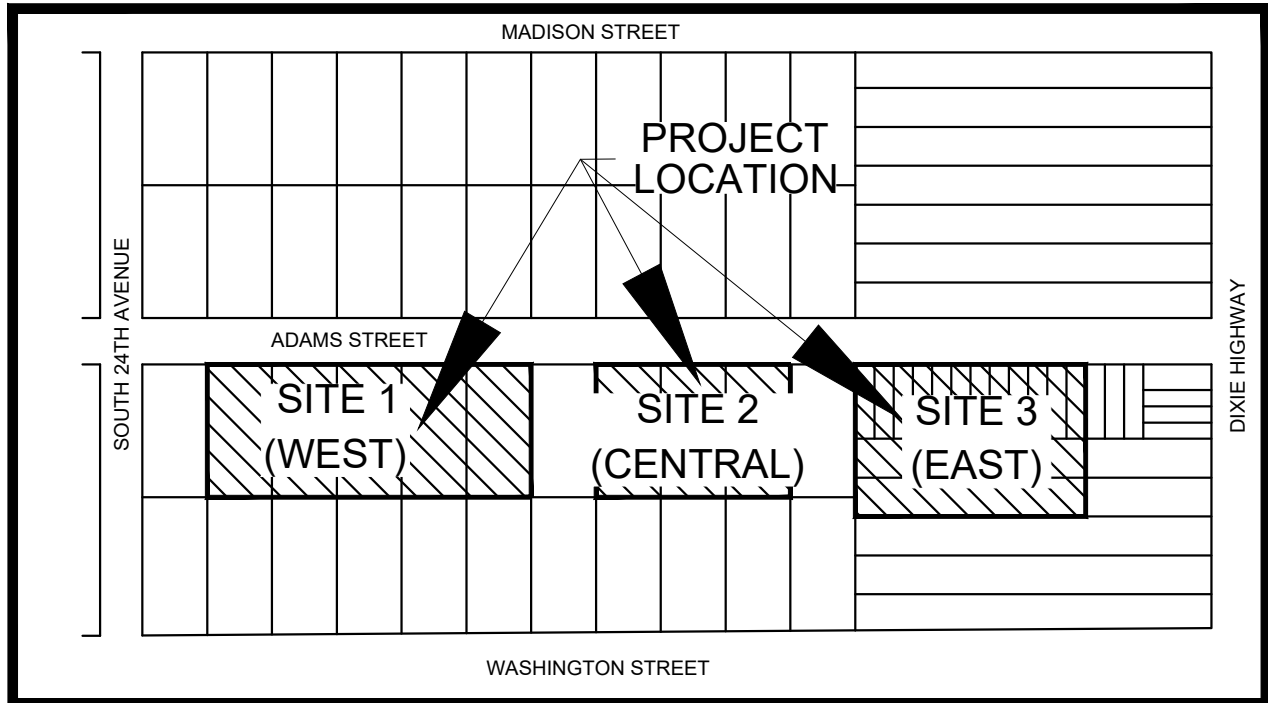 MADISON STREET
PROJECT
LOCATION
SOUTH 24TH AVENUE
ADAMS STREET
DIXIE HIGHWAY
SITE 1
(WEST)
SITE 2
(CENTRAL)
SITE 3
(EAST)
WASHINGTON STREET